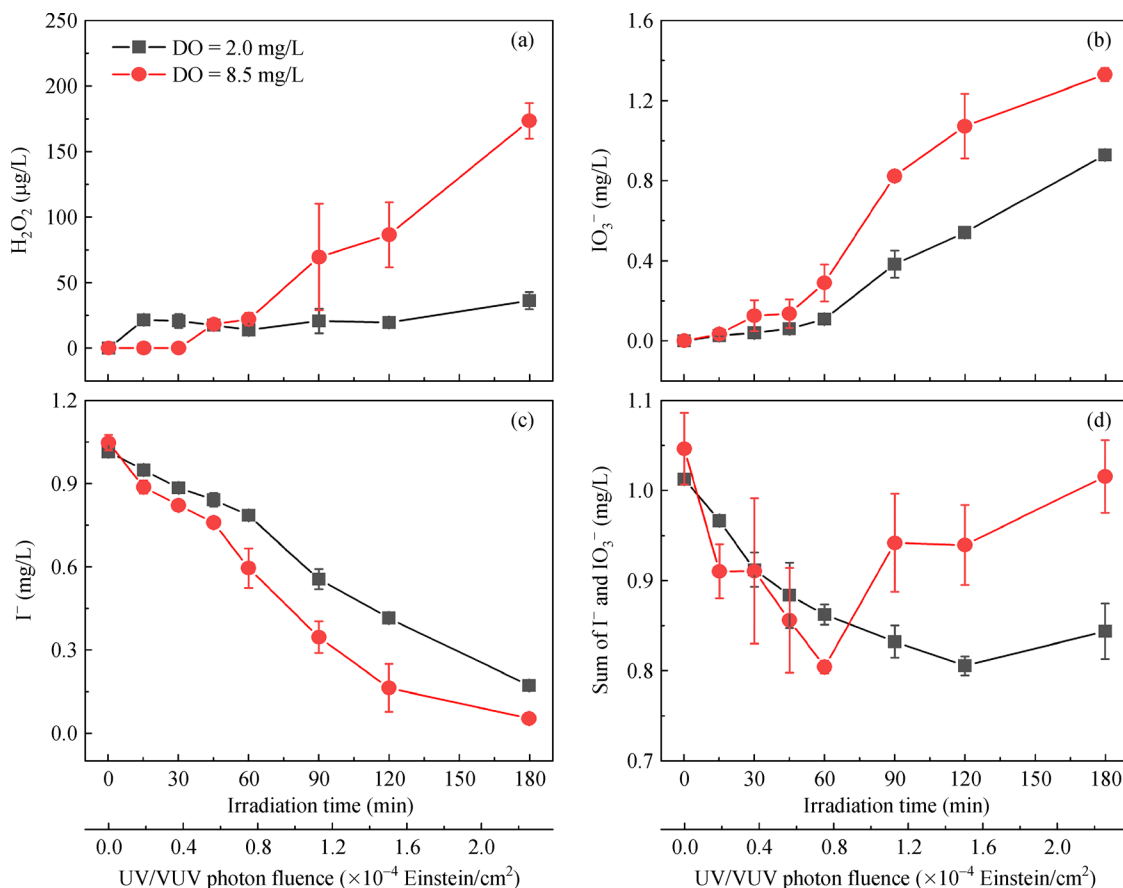 250
200
150
100
50
0
H₂O₂ (μg/L)
DO = 2.0 mg/L
DO = 8.5 mg/L
(a)
1.6
1.2
0.8
0.4
0.0
IO₃⁻ (mg/L)
(b)
1.2
0.9
0.6
0.3
0.0
I⁻ (mg/L)
(c)
0 30 60 90 120 150 180
Irradiation time (min)
0.0 0.4 0.8 1.2 1.6 2.0
UV/VUV photon fluence (×10⁻⁴ Einstein/cm²)
1.1
1.0
0.9
0.8
0.7
Sum of I⁻ and IO₃⁻ (mg/L)
(d)
0 30 60 90 120 150 180
Irradiation time (min)
0.0 0.4 0.8 1.2 1.6 2.0
UV/VUV photon fluence (×10⁻⁴ Einstein/cm²)